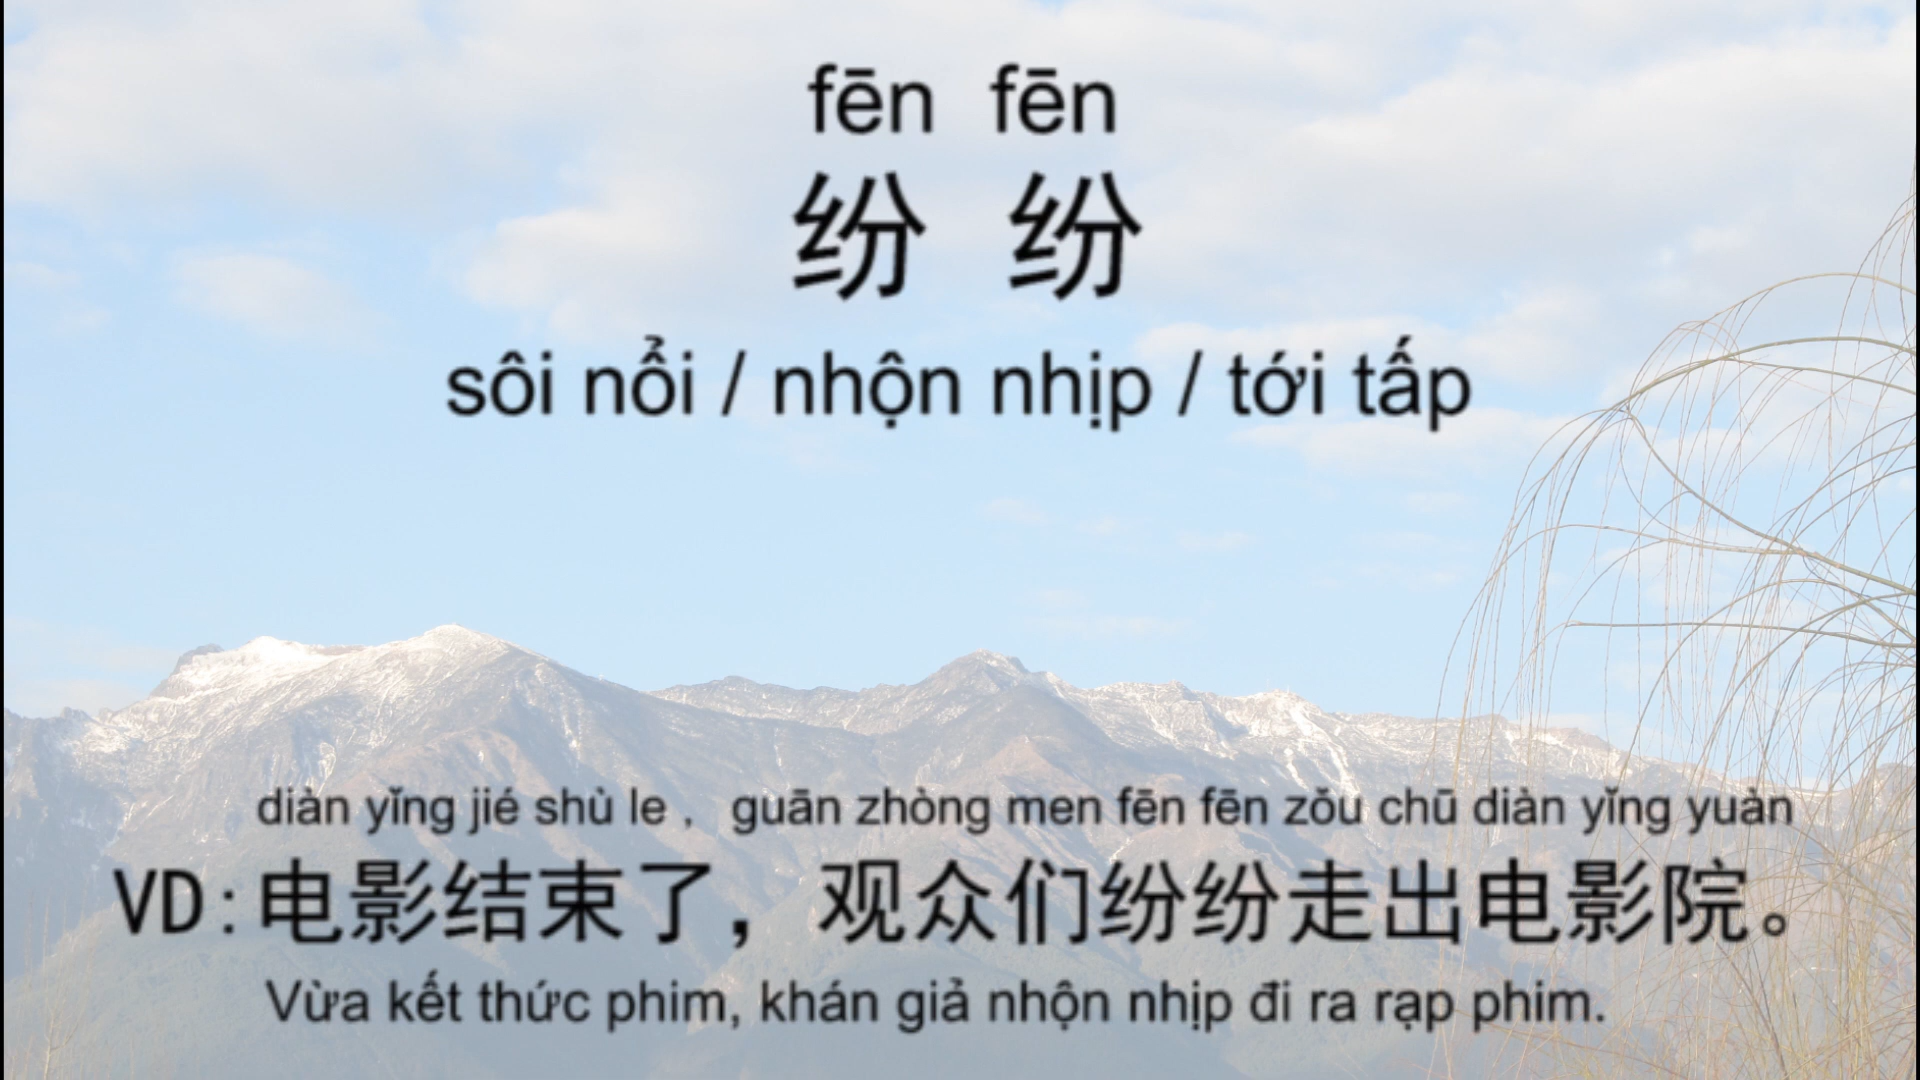 fēn fēn
纷 纷
sôi nổi / nhộn nhịp / tới tấp
diàn yǐng jié shù le ，guān zhòng men fēn fēn zǒu chū diàn yǐng yuàn
VD:电影结束了，观众们纷纷走出电影院。
Vừa kết thức phim, khán giả nhộn nhịp đi ra rạp phim.